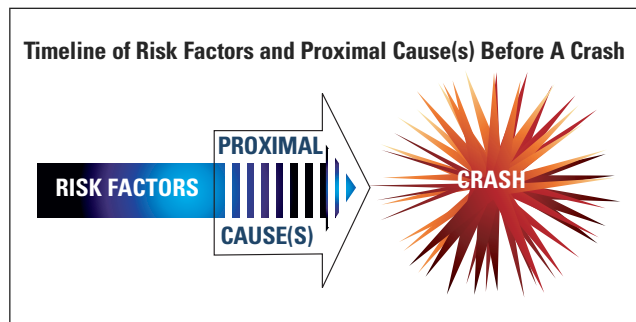 Timeline of Risk Factors and Proximal Cause(s) Before A Crash
PROXIMAL
RISK FACTORS
CAUSE(S)
CRASH